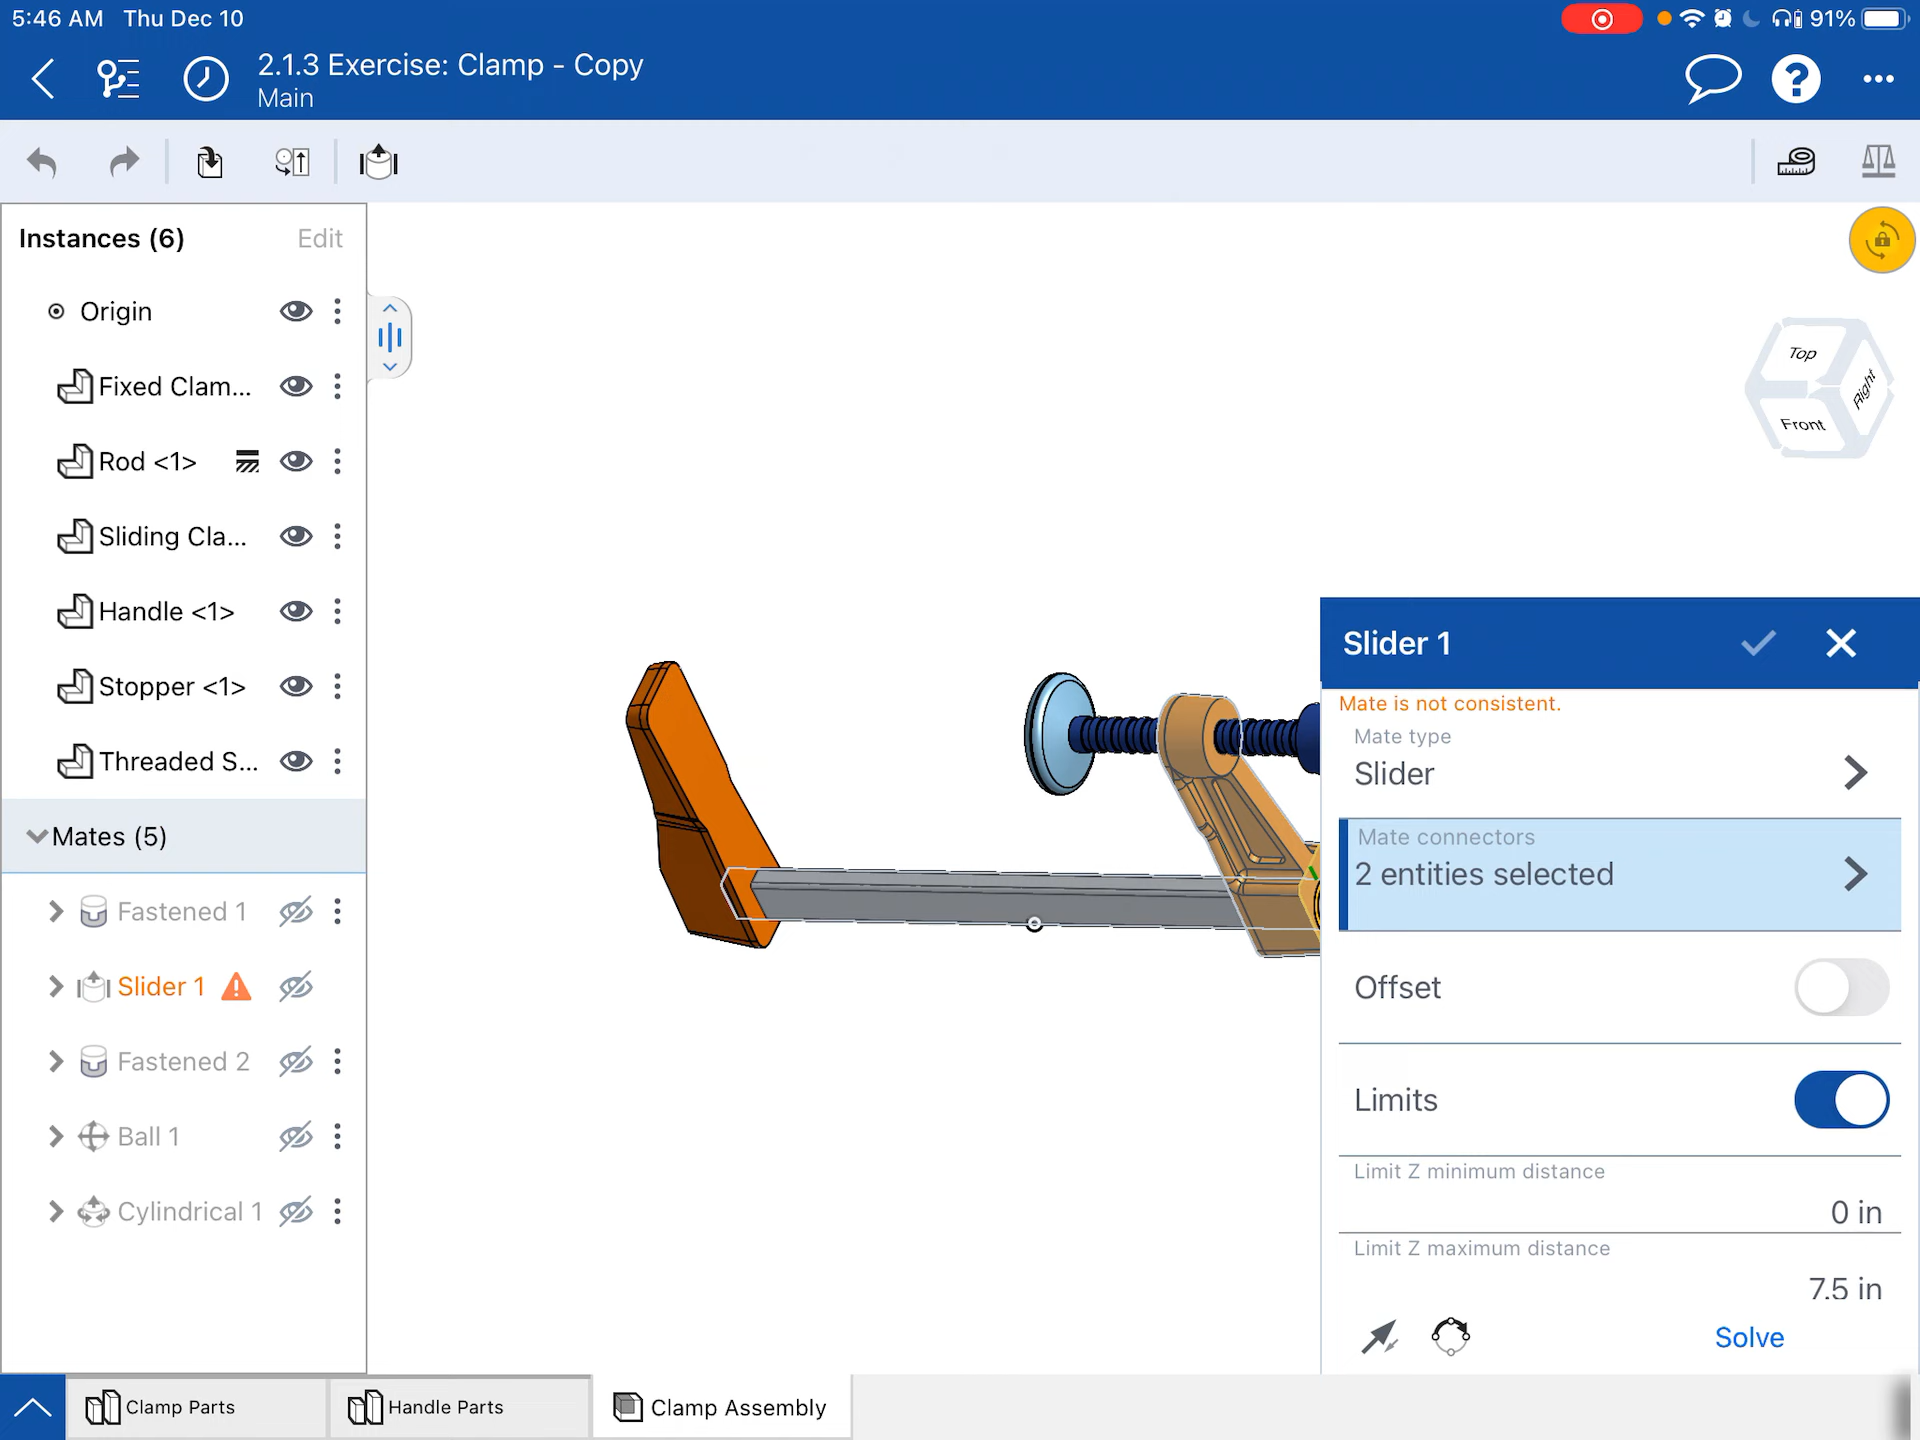 5:46 AM Thu Dec 10
91%
2.1.3 Exercise: Clamp - Copy
Main
Instances (6)
Edit
Origin
Fixed Clam...
Rod <1>
Sliding Cla...
Handle <1>
Stopper <1>
Threaded S...
Mates (5)
Fastened 1
Slider 1
Fastened 2
Ball 1
Cylindrical 1
Top
Front
Right
Slider 1
Mate is not consistent.
Mate type
Slider
Mate connectors
2 entities selected
Offset
Limits
Limit Z minimum distance
0 in
Limit Z maximum distance
7.5 in
Solve
Clamp Parts
Handle Parts
Clamp Assembly